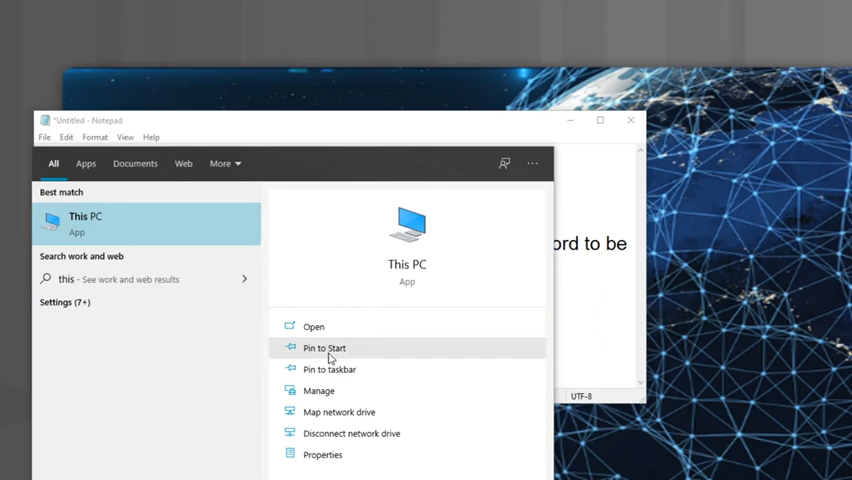 *Untitled - Notepad
File Edit Format View Help
All Apps Documents Web More
Best match
This PC
App
Search work and web
this - See work and web results
Settings (7+)
This PC
App
Open
Pin to Start
Pin to taskbar
Manage
Map network drive
Disconnect network drive
Properties
to be
UTF-8